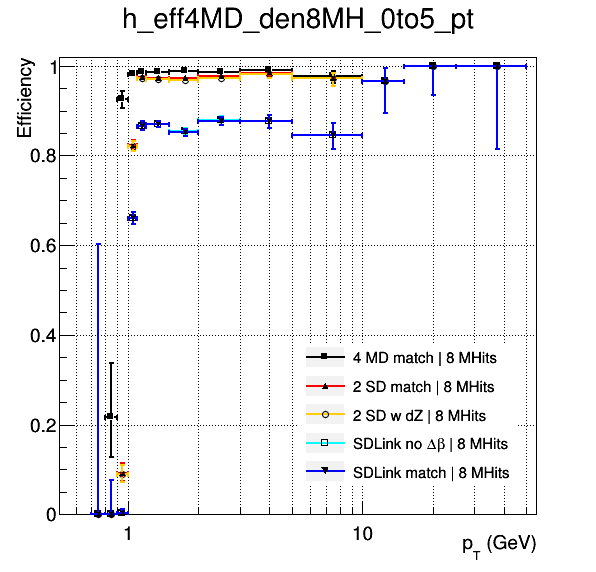 h_eff4MD_den8MH_0to5_pt
Efficiency
1
0.8
0.6
0.4
0.2
0
4 MD match | 8 MHits
2 SD match | 8 MHits
2 SD w dZ | 8 MHits
SDLink no Δβ | 8 MHits
SDLink match | 8 MHits
1
10
p_T (GeV)